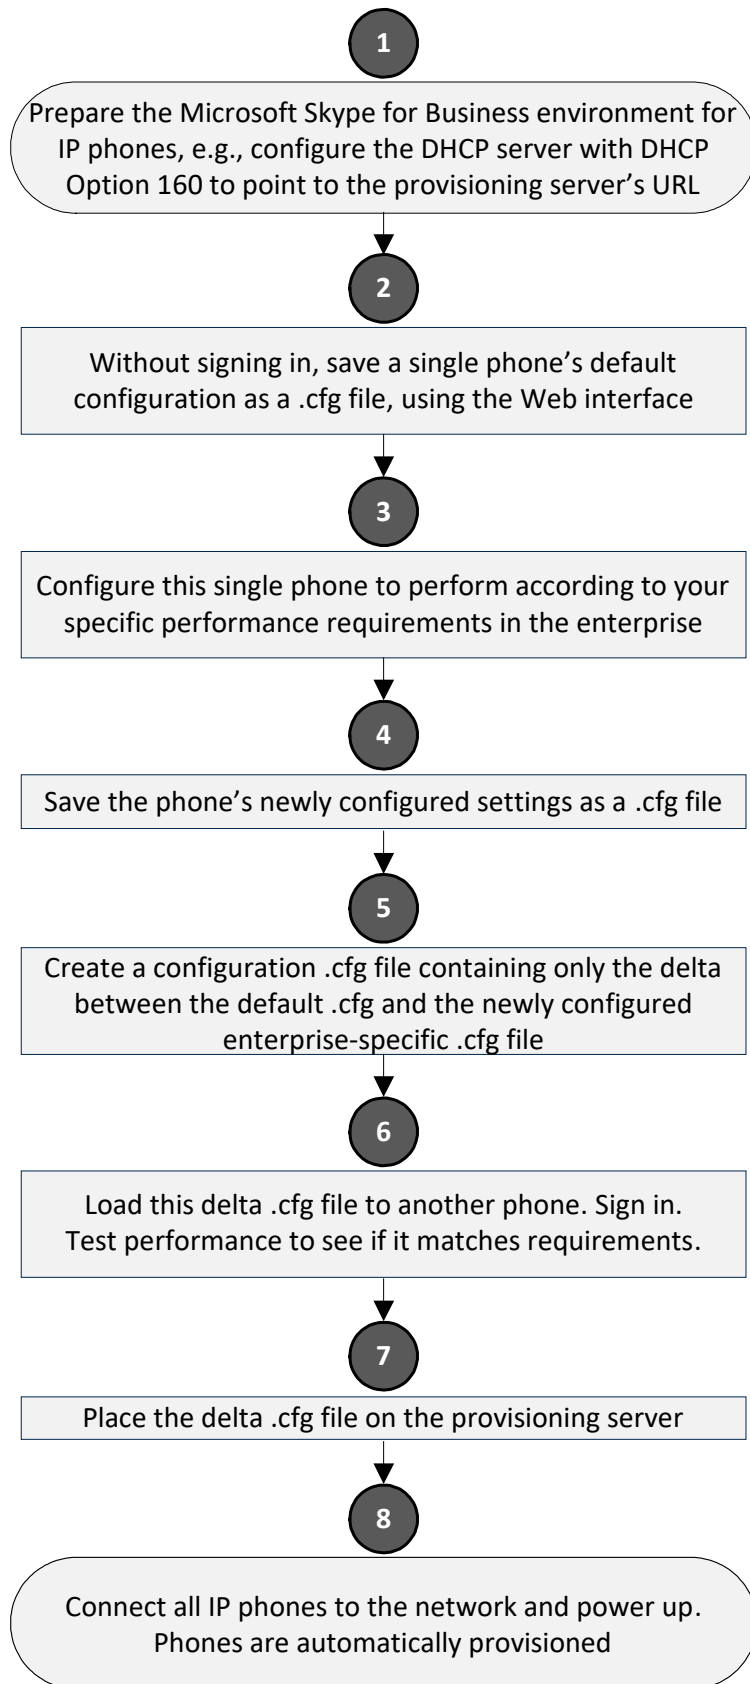 1
Prepare the Microsoft Skype for Business environment for
IP phones, e.g., configure the DHCP server with DHCP
Option 160 to point to the provisioning server’s URL
2
Without signing in, save a single phone’s default
configuration as a .cfg file, using the Web interface
3
Configure this single phone to perform according to your
specific performance requirements in the enterprise
4
Save the phone’s newly configured settings as a .cfg file
5
Create a configuration .cfg file containing only the delta
between the default .cfg and the newly configured
enterprise-specific .cfg file
6
Load this delta .cfg file to another phone. Sign in.
Test performance to see if it matches requirements.
7
Place the delta .cfg file on the provisioning server
8
Connect all IP phones to the network and power up.
Phones are automatically provisioned